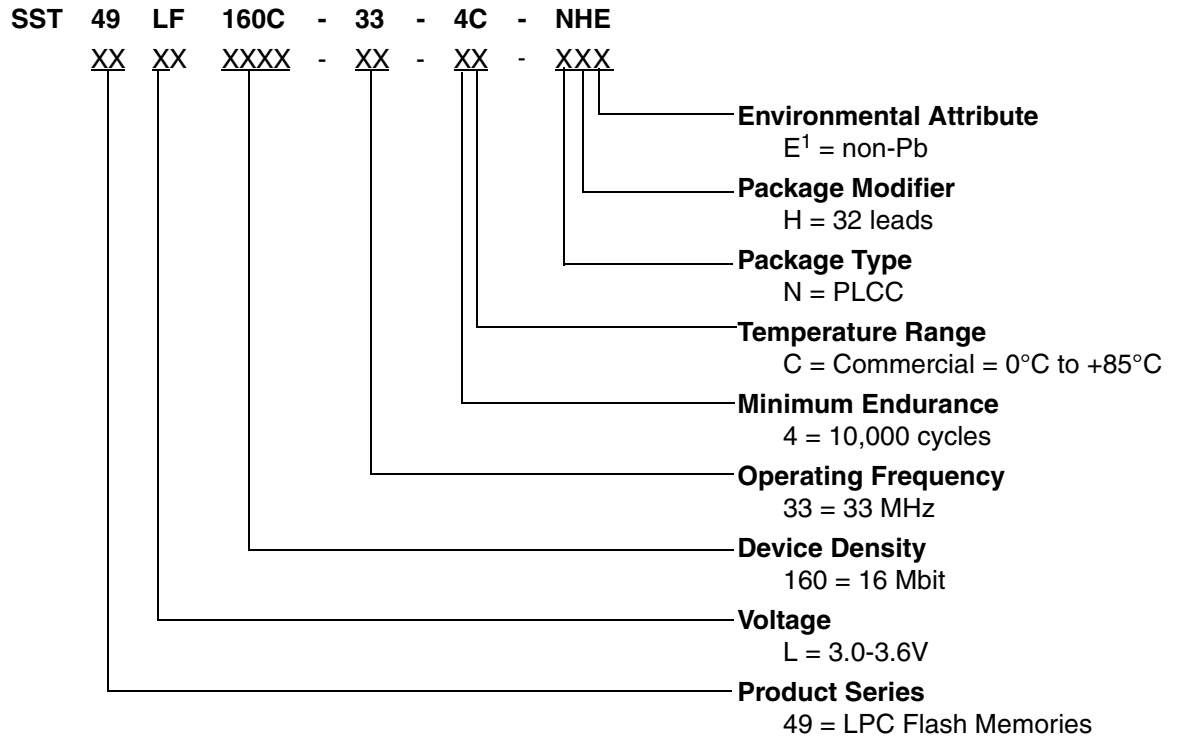 SST 49 LF 160C - 33 - 4C - NHE
XX XX XXXX - XX - XX - XXX
Environmental Attribute
E¹ = non-Pb
Package Modifier
H = 32 leads
Package Type
N = PLCC
Temperature Range
C = Commercial = 0°C to +85°C
Minimum Endurance
4 = 10,000 cycles
Operating Frequency
33 = 33 MHz
Device Density
160 = 16 Mbit
Voltage
L = 3.0-3.6V
Product Series
49 = LPC Flash Memories